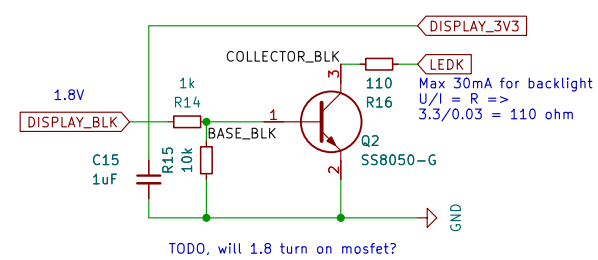 DISPLAY_3V3
COLLECTOR_BLK
LEDK
3
110
R16
Max 30mA for backlight
U/I = R =>
3.3/0.03 = 110 ohm
1.8V
1k
R14
DISPLAY_BLK
BASE_BLK
1
Q2
SS8050-G
R15
10k
C15
1uF
2
GND
TODO, will 1.8 turn on mosfet?